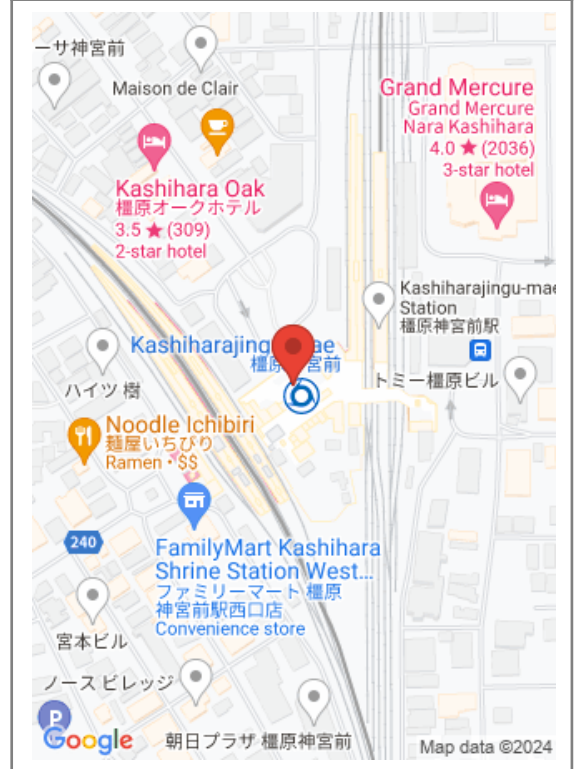 ーサ神宮前
Maison de Clair
Grand Mercure
Grand Mercure
Nara Kashihara
4.0 ★ (2036)
3-star hotel
Kashihara Oak
橿原オークホテル
3.5 ★ (309)
2-star hotel
Kashiharajingu-mae
Station
橿原神宮前駅
Kashiharajing ae
橿原 宮前
トミー橿原ビル
ハイツ 樹
Noodle Ichibiri
麺屋いちびり
Ramen • $$
240
FamilyMart Kashihara
Shrine Station West...
ファミリーマート 橿原
神宮前駅西口店
Convenience store
宮本ビル
ノース ビレッジ
P
Google
朝日プラザ 橿原神宮前
Map data ©2024